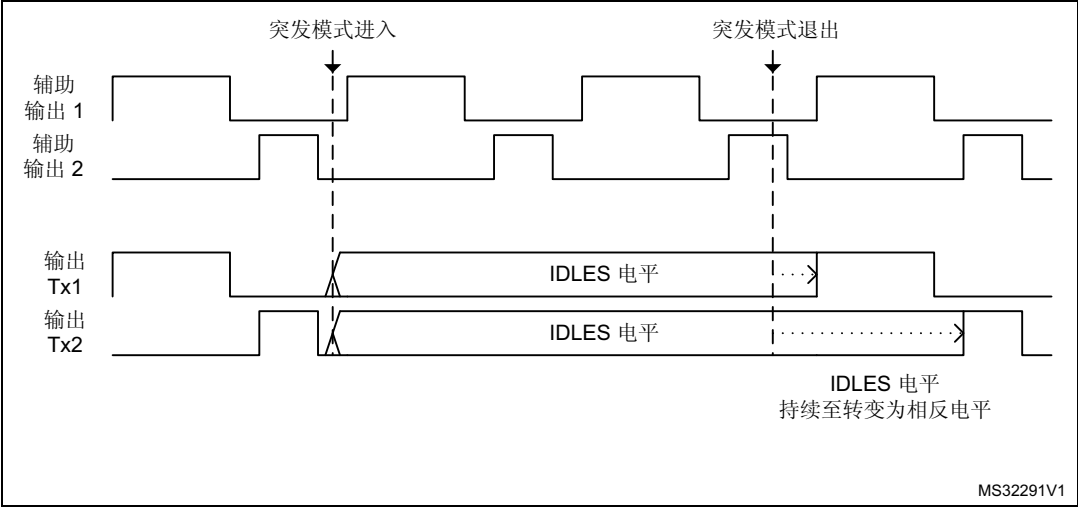 突发模式进入
突发模式退出
辅助
输出 1
辅助
输出 2
输出
Tx1
IDLES 电平
输出
Tx2
IDLES 电平
IDLES 电平
持续至转变为相反电平
MS32291V1